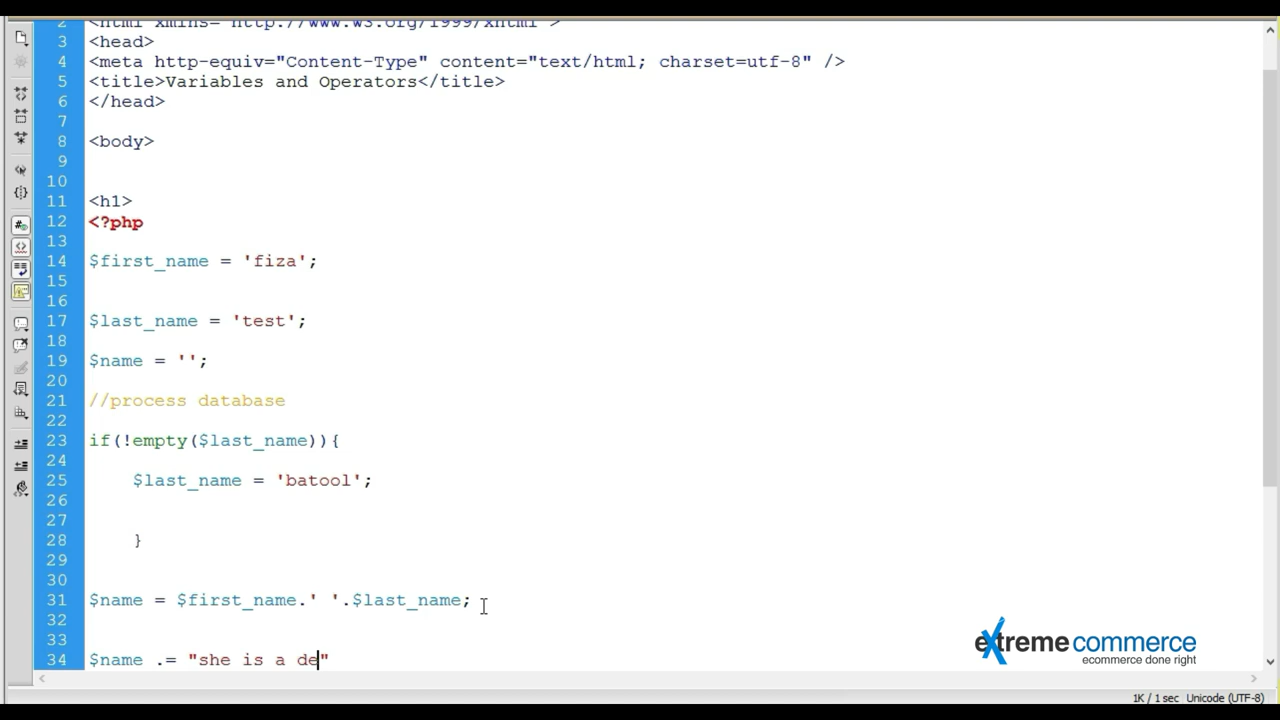 2 <html xmlns="http://www.w3.org/1999/xhtml">
3 <head>
4 <meta http-equiv="Content-Type" content="text/html; charset=utf-8" />
5 <title>Variables and Operators</title>
6 </head>
7
8 <body>
9
10
11 <h1>
12 <?php
13
14 $first_name = 'fiza';
15
16
17 $last_name = 'test';
18
19 $name = '';
20
21 //process database
22
23 if(!empty($last_name)){
24
25 $last_name = 'batool';
26
27
28 }
29
30
31 $name = $first_name.' '.$last_name;
32
33
34 $name .= "she is a de"
extreme commerce
ecommerce done right
1K / 1 sec Unicode (UTF-8)